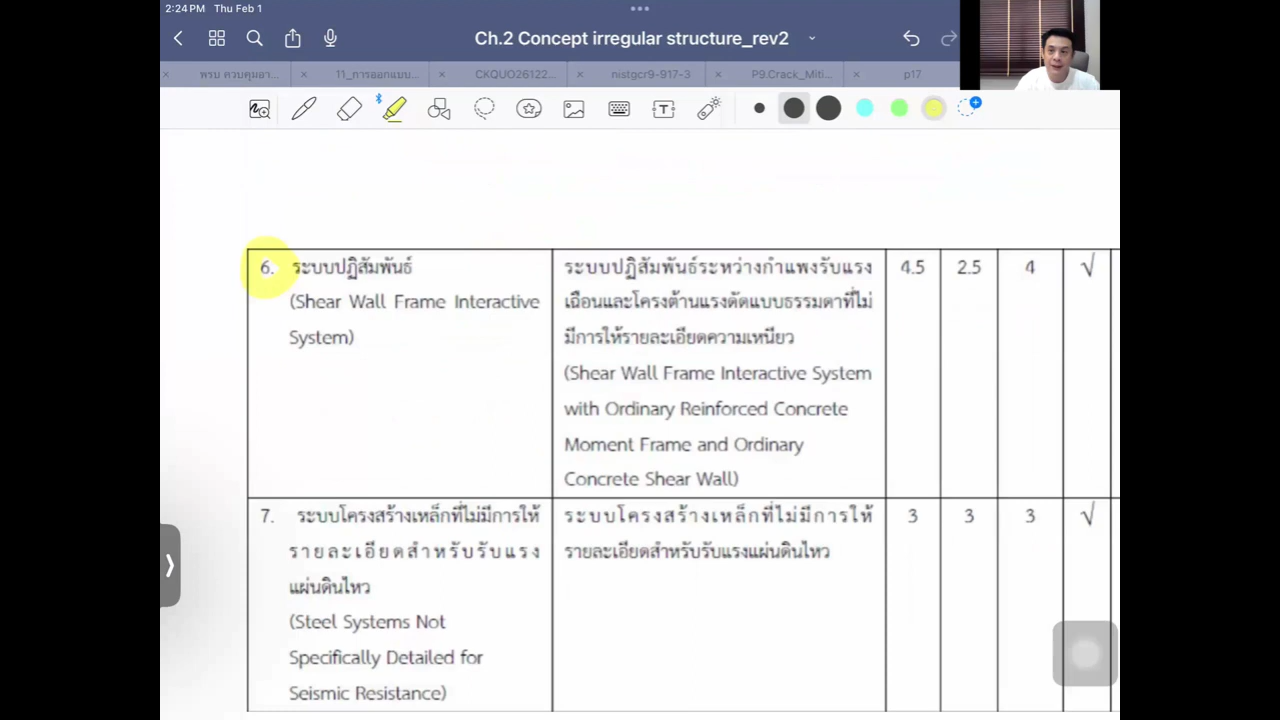 2:24 PM Thu Feb 1
Ch.2 Concept irregular structure_rev2
พรบ ควบคุมอา...
11_การออกแบบ...
CKQUO26122...
nistgcr9-917-3
P9.Crack_Miti...
p17
6. ระบบปฏิสัมพันธ์
(Shear Wall Frame Interactive
System)
ระบบปฏิสัมพันธ์ระหว่างกำแพงรับแรง
เฉือนและโครงต้านแรงดัดแบบธรรมดาที่ไม่
มีการให้รายละเอียดความเหนียว
(Shear Wall Frame Interactive System
with Ordinary Reinforced Concrete
Moment Frame and Ordinary
Concrete Shear Wall)
4.5 2.5 4 √
7. ระบบโครงสร้างเหล็กที่ไม่มีการให้
รายละเอียดสำหรับรับแรง
แผ่นดินไหว
(Steel Systems Not
Specifically Detailed for
Seismic Resistance)
ระบบโครงสร้างเหล็กที่ไม่มีการให้
รายละเอียดสำหรับรับแรงแผ่นดินไหว
3 3 3 √